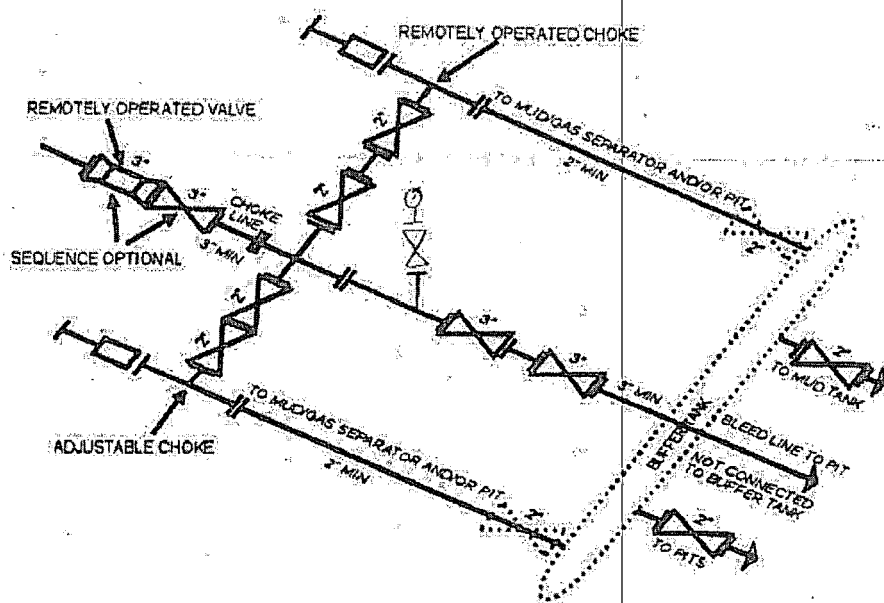 REMOTELY OPERATED CHOKE
REMOTELY OPERATED VALVE
TO MUD/GAS SEPARATOR AND/OR PIT
2" MIN
2"
2"
3"
3"
CHOKE
LINE
3" MIN
SEQUENCE OPTIONAL
2"
2"
2"
2"
3"
3"
3" MIN
2"
TO MUD TANK
BUFFER TANK
BLEED LINE TO PIT
NOT CONNECTED
TO BUFFER TANK
ADJUSTABLE CHOKE
TO MUD/GAS SEPARATOR AND/OR PIT
2" MIN
2"
TO PITS